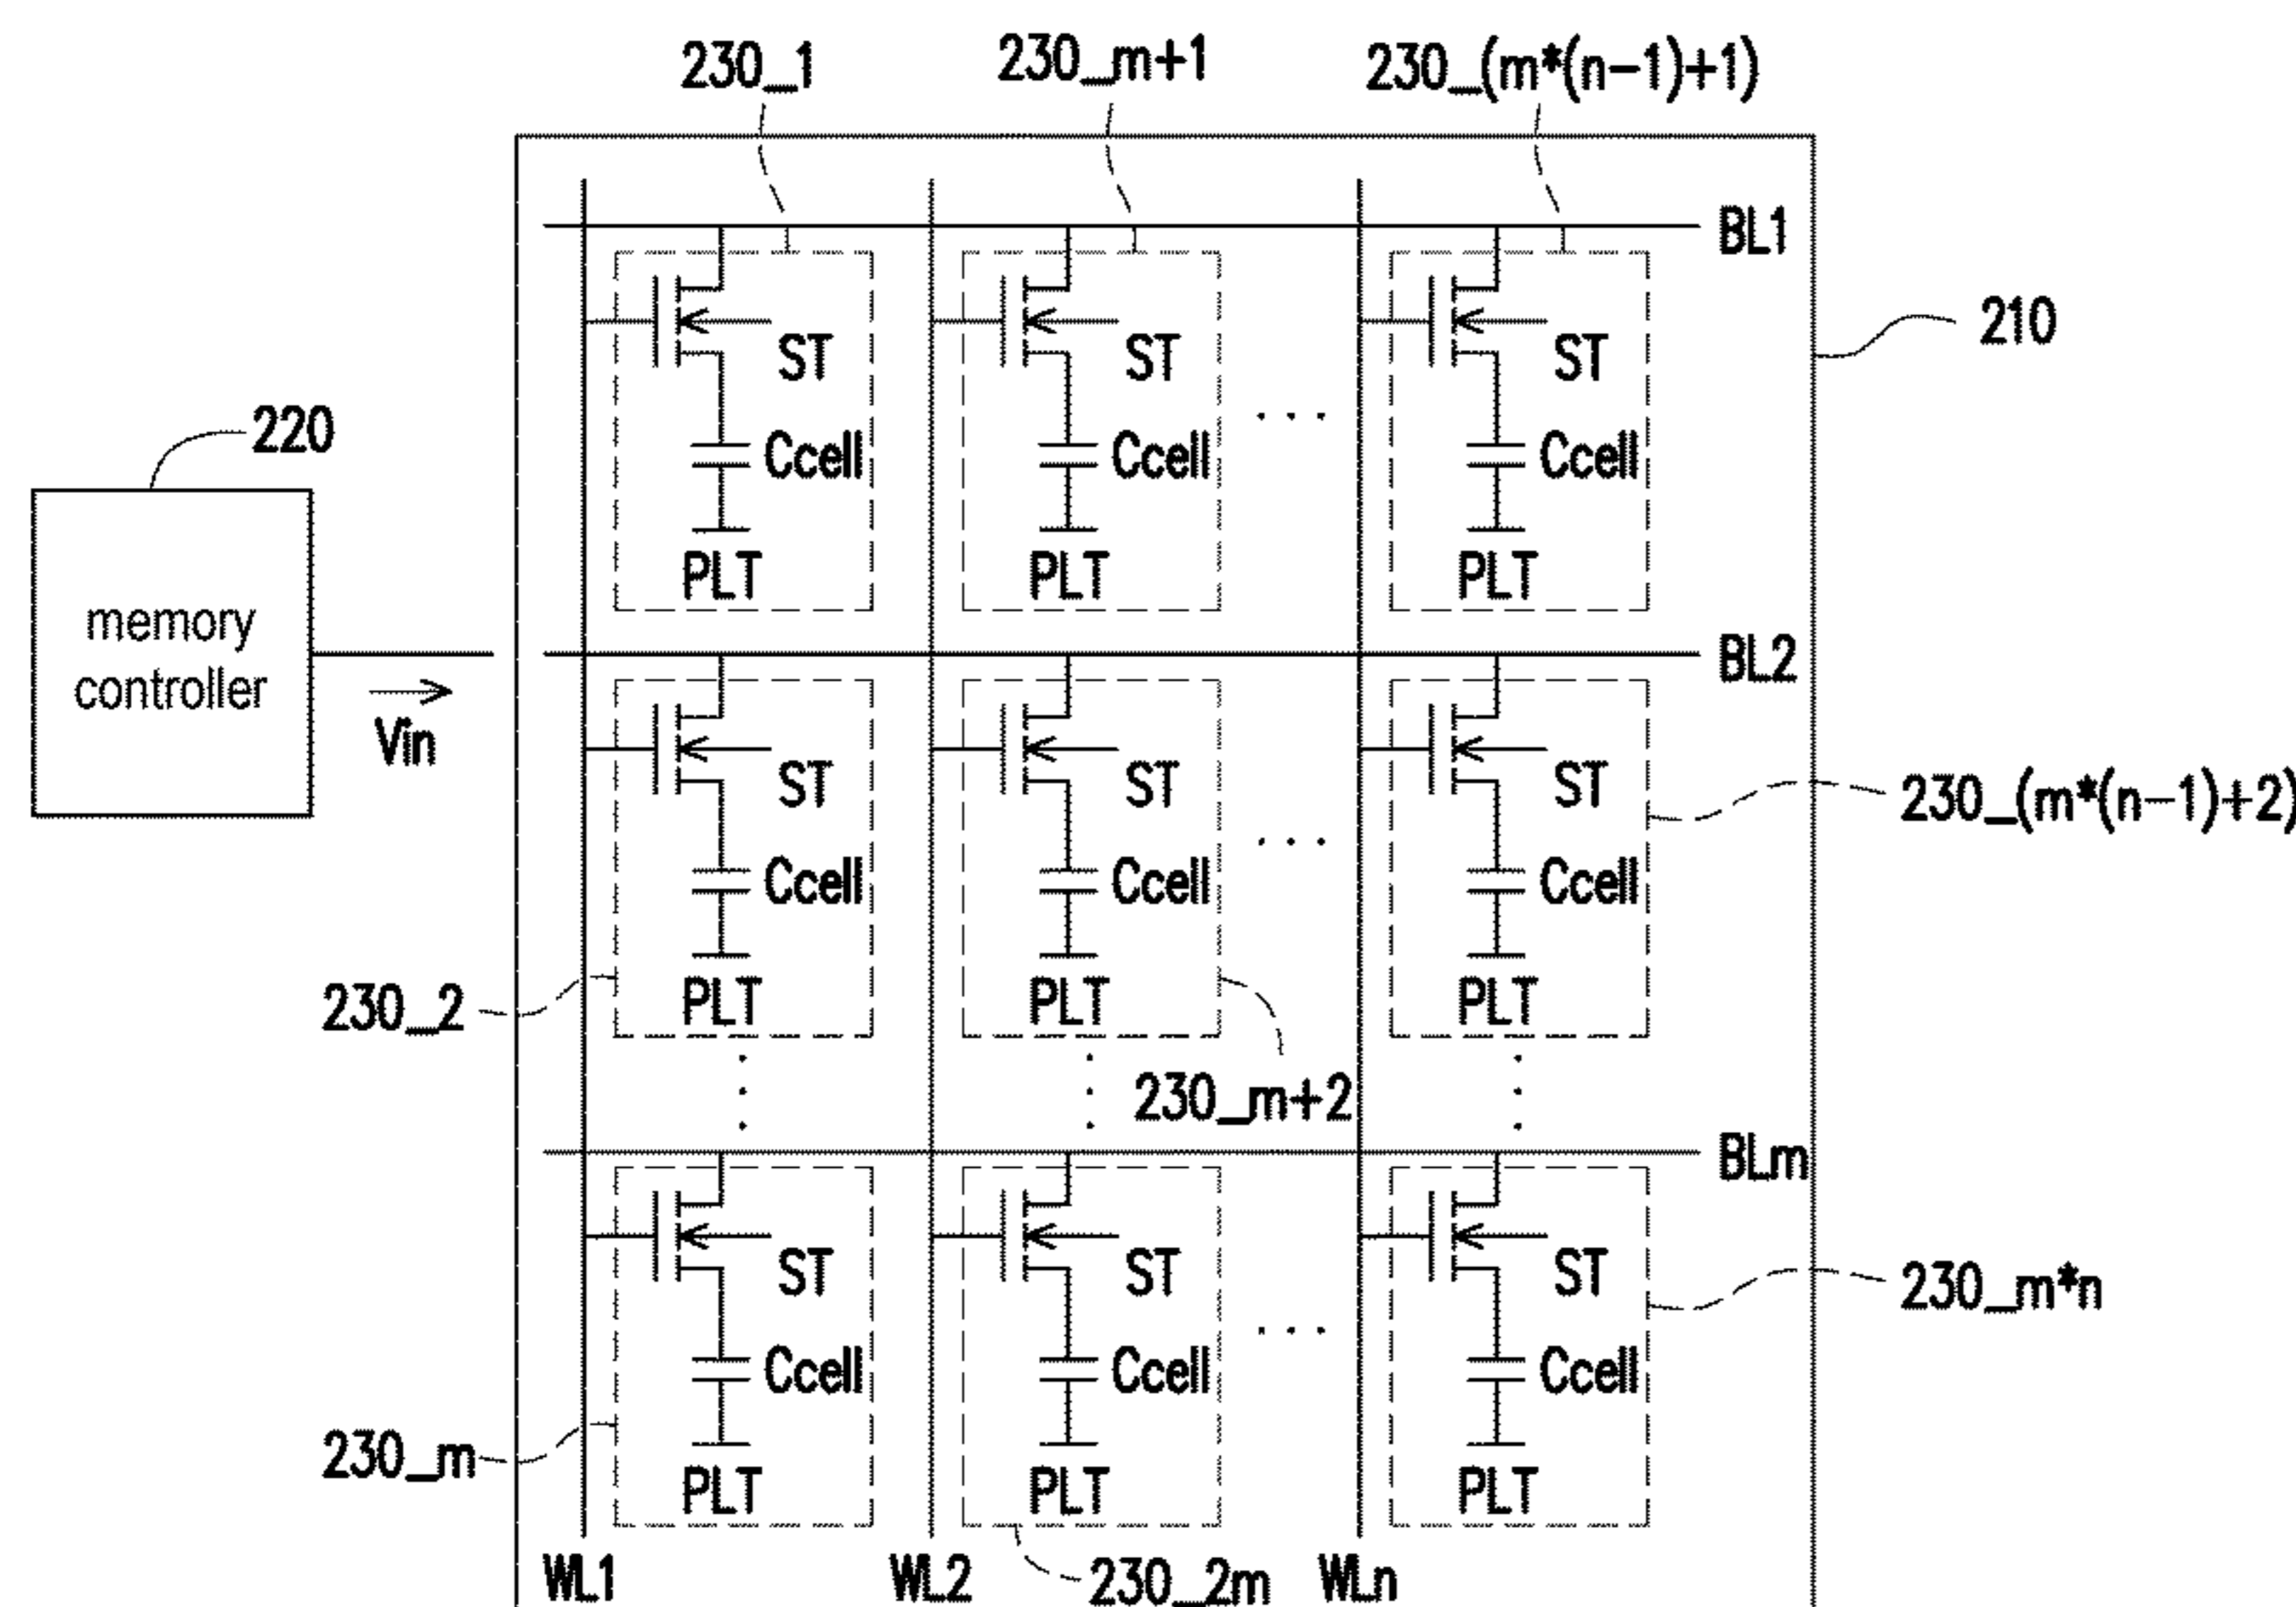 230_1
230_m+1
230_(m*(n-1)+1)
BL1
210
ST
ST
ST
220
Ccell
Ccell
Ccell
PLT
PLT
PLT
memory
controller
Vin
BL2
ST
ST
ST
230_(m*(n-1)+2)
Ccell
Ccell
Ccell
230_2
PLT
PLT
PLT
230_m+2
BLm
ST
ST
ST
230_m*n
Ccell
Ccell
Ccell
230_m
PLT
PLT
PLT
WL1
WL2
230_2m
WLn